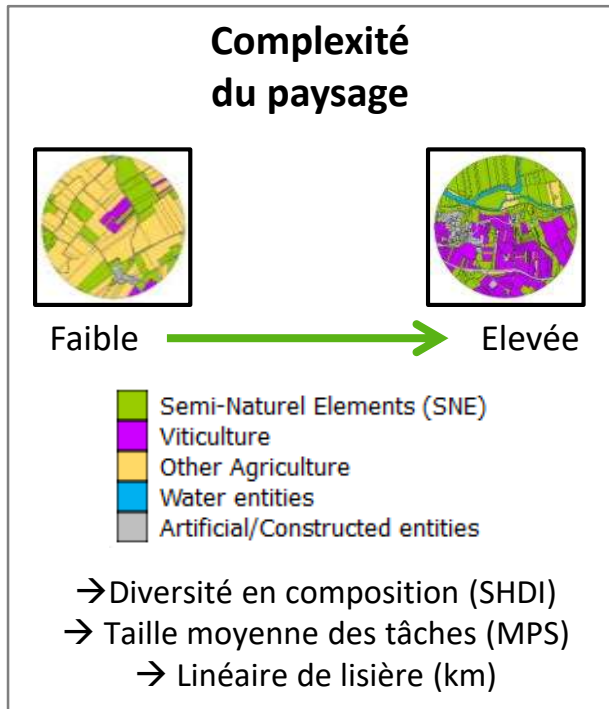 Complexité
du paysage
Faible
Elevée
Semi-Naturel Elements (SNE)
Viticulture
Other Agriculture
Water entities
Artificial/Constructed entities
→Diversité en composition (SHDI)
→ Taille moyenne des tâches (MPS)
→ Linéaire de lisière (km)